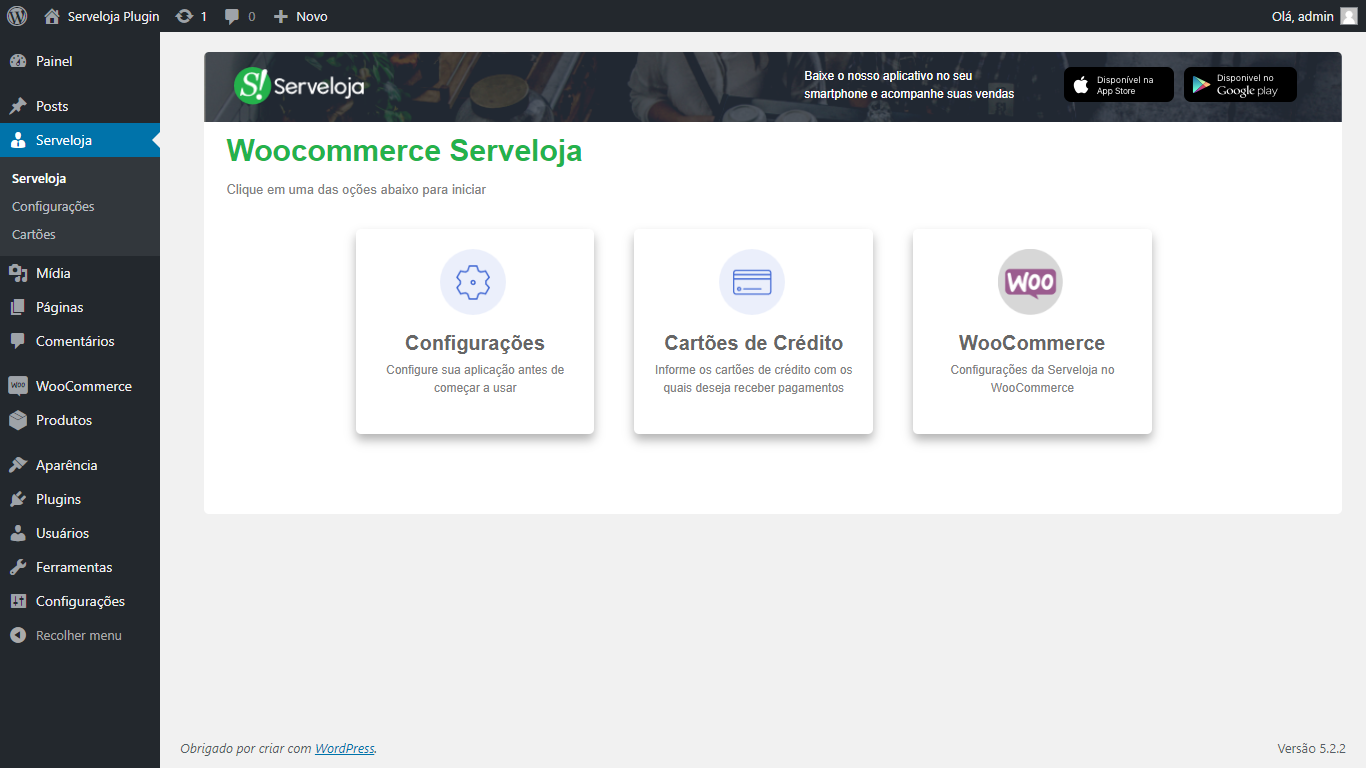 Serveloja Plugin
1
0
Novo
Olá, admin
Painel
Posts
Serveloja
Serveloja
Configurações
Cartões
Mídia
Páginas
Comentários
WooCommerce
Produtos
Aparência
Plugins
Usuários
Ferramentas
Configurações
Recolher menu
S! Serveloja
Baixe o nosso aplicativo no seu
smartphone e acompanhe suas vendas
Disponível na
App Store
Disponivel no
Google play
Woocommerce Serveloja
Clique em uma das oções abaixo para iniciar
Configurações
Configure sua aplicação antes de
começar a usar
Cartões de Crédito
Informe os cartões de crédito com os
quais deseja receber pagamentos
Woo
WooCommerce
Configurações da Serveloja no
WooCommerce
Obrigado por criar com WordPress.
Versão 5.2.2